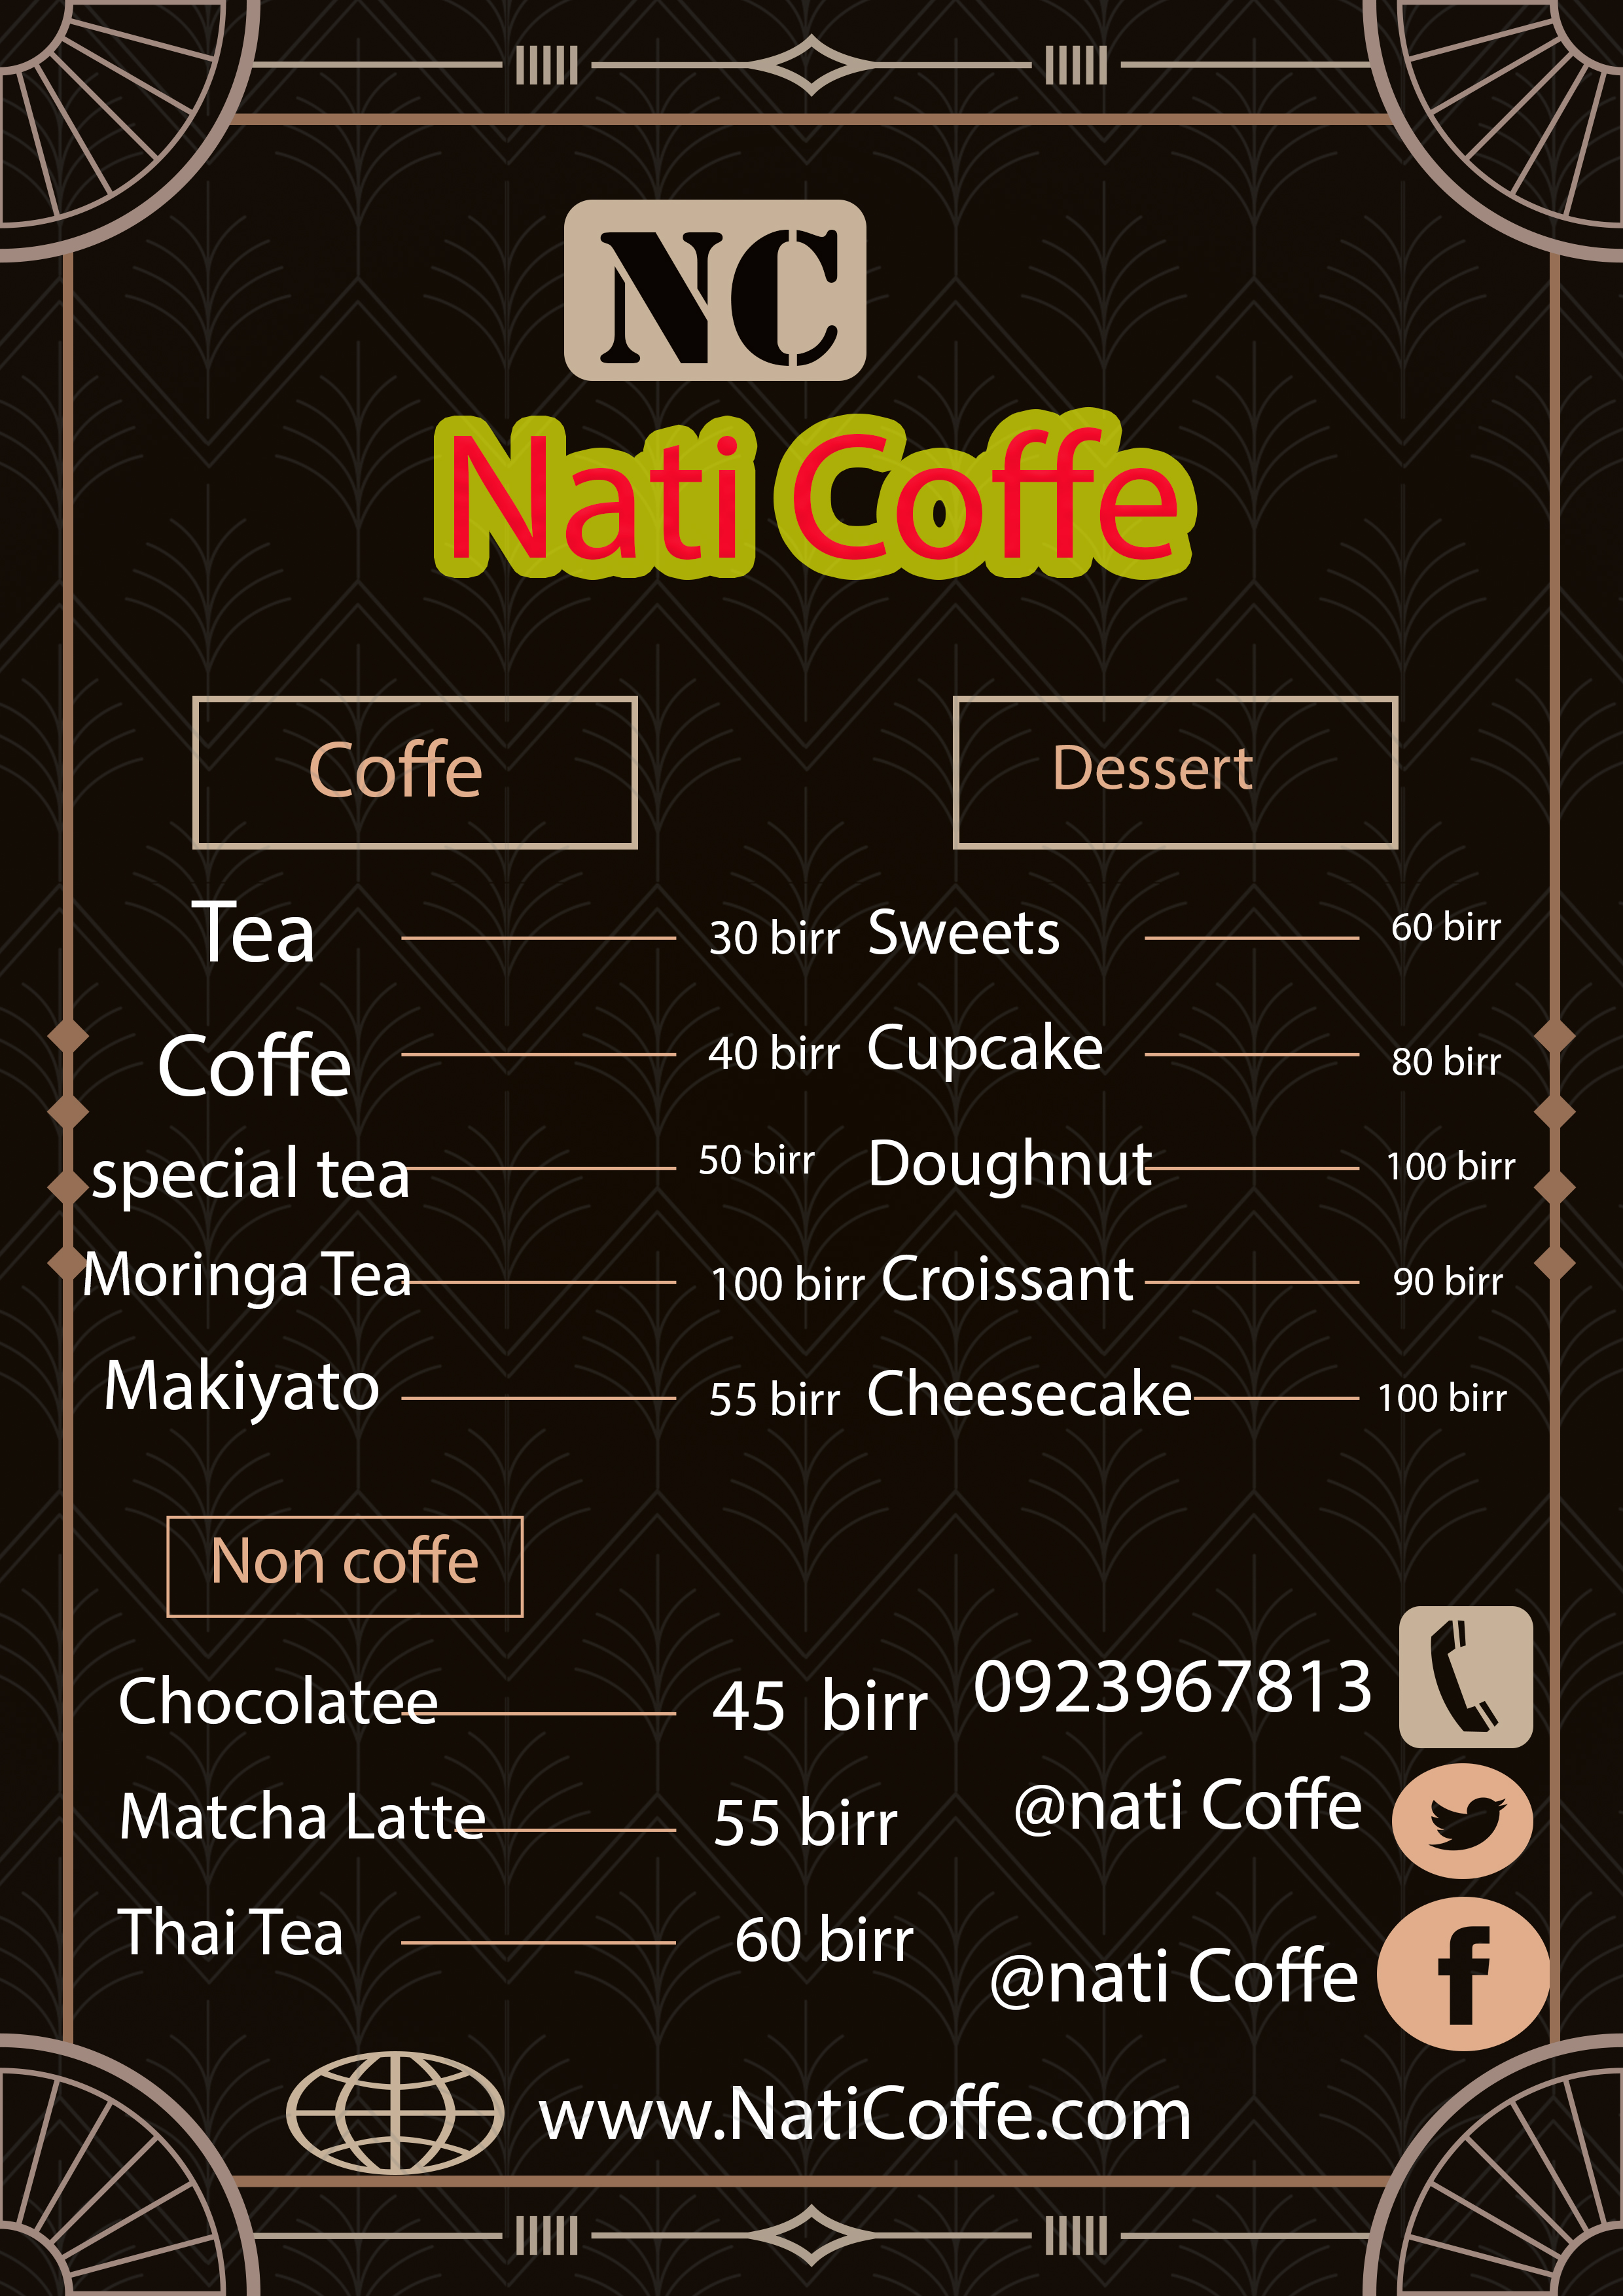 NC
Nati Coffe
Coffe
Tea 30 birr
Coffe 40 birr
special tea 50 birr
Moringa Tea 100 birr
Makiyato 55 birr
Dessert
Sweets 60 birr
Cupcake 80 birr
Doughnut 100 birr
Croissant 90 birr
Cheesecake 100 birr
Non coffe
Chocolatee 45 birr
Matcha Latte 55 birr
Thai Tea 60 birr
0923967813
@nati Coffe
@nati Coffe
f
www.NatiCoffe.com